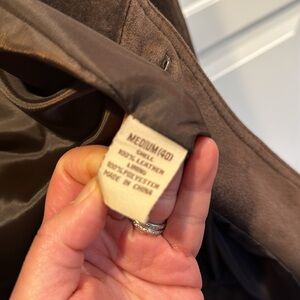 MEDIUM(40)
SHELL
100% LEATHER
LINING
100% POLYESTER
MADE IN CHINA